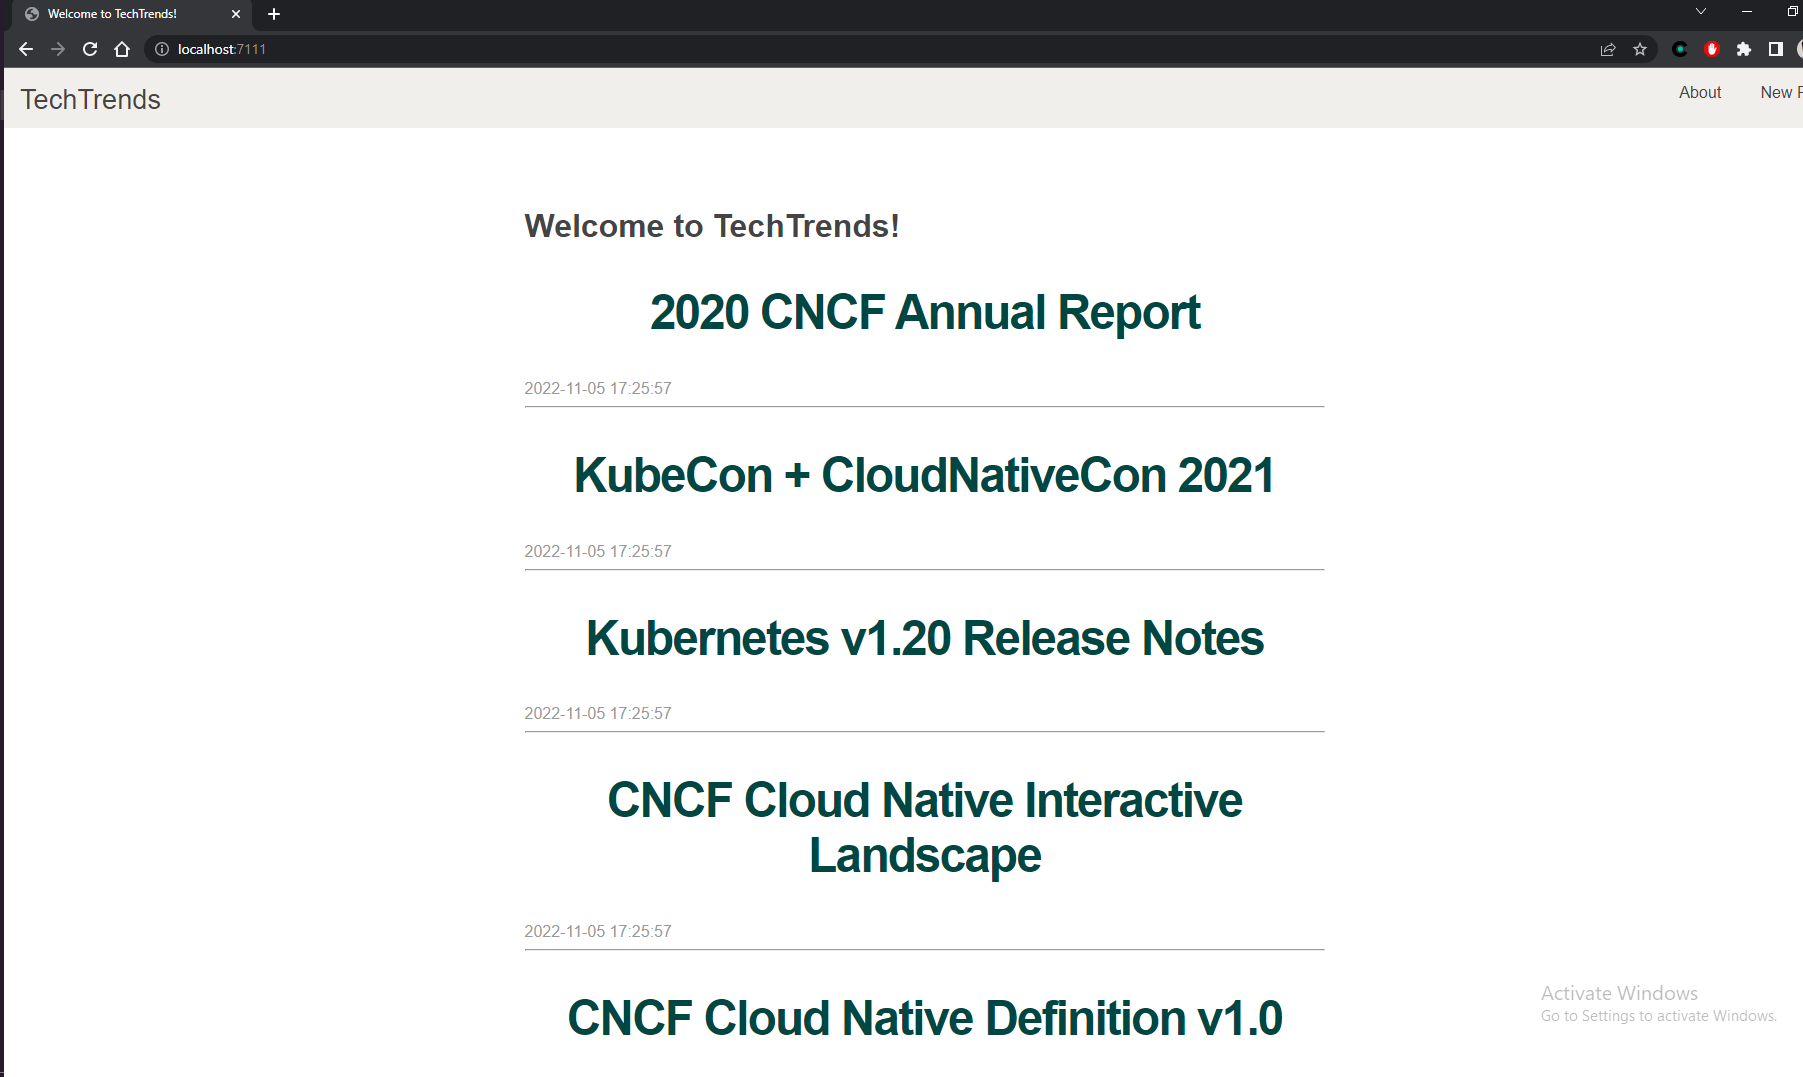 Welcome to TechTrends!
localhost:7111
TechTrends
About New
Welcome to TechTrends!
2020 CNCF Annual Report
2022-11-05 17:25:57
KubeCon + CloudNativeCon 2021
2022-11-05 17:25:57
Kubernetes v1.20 Release Notes
2022-11-05 17:25:57
CNCF Cloud Native Interactive
Landscape
2022-11-05 17:25:57
CNCF Cloud Native Definition v1.0
Activate Windows
Go to Settings to activate Windows.